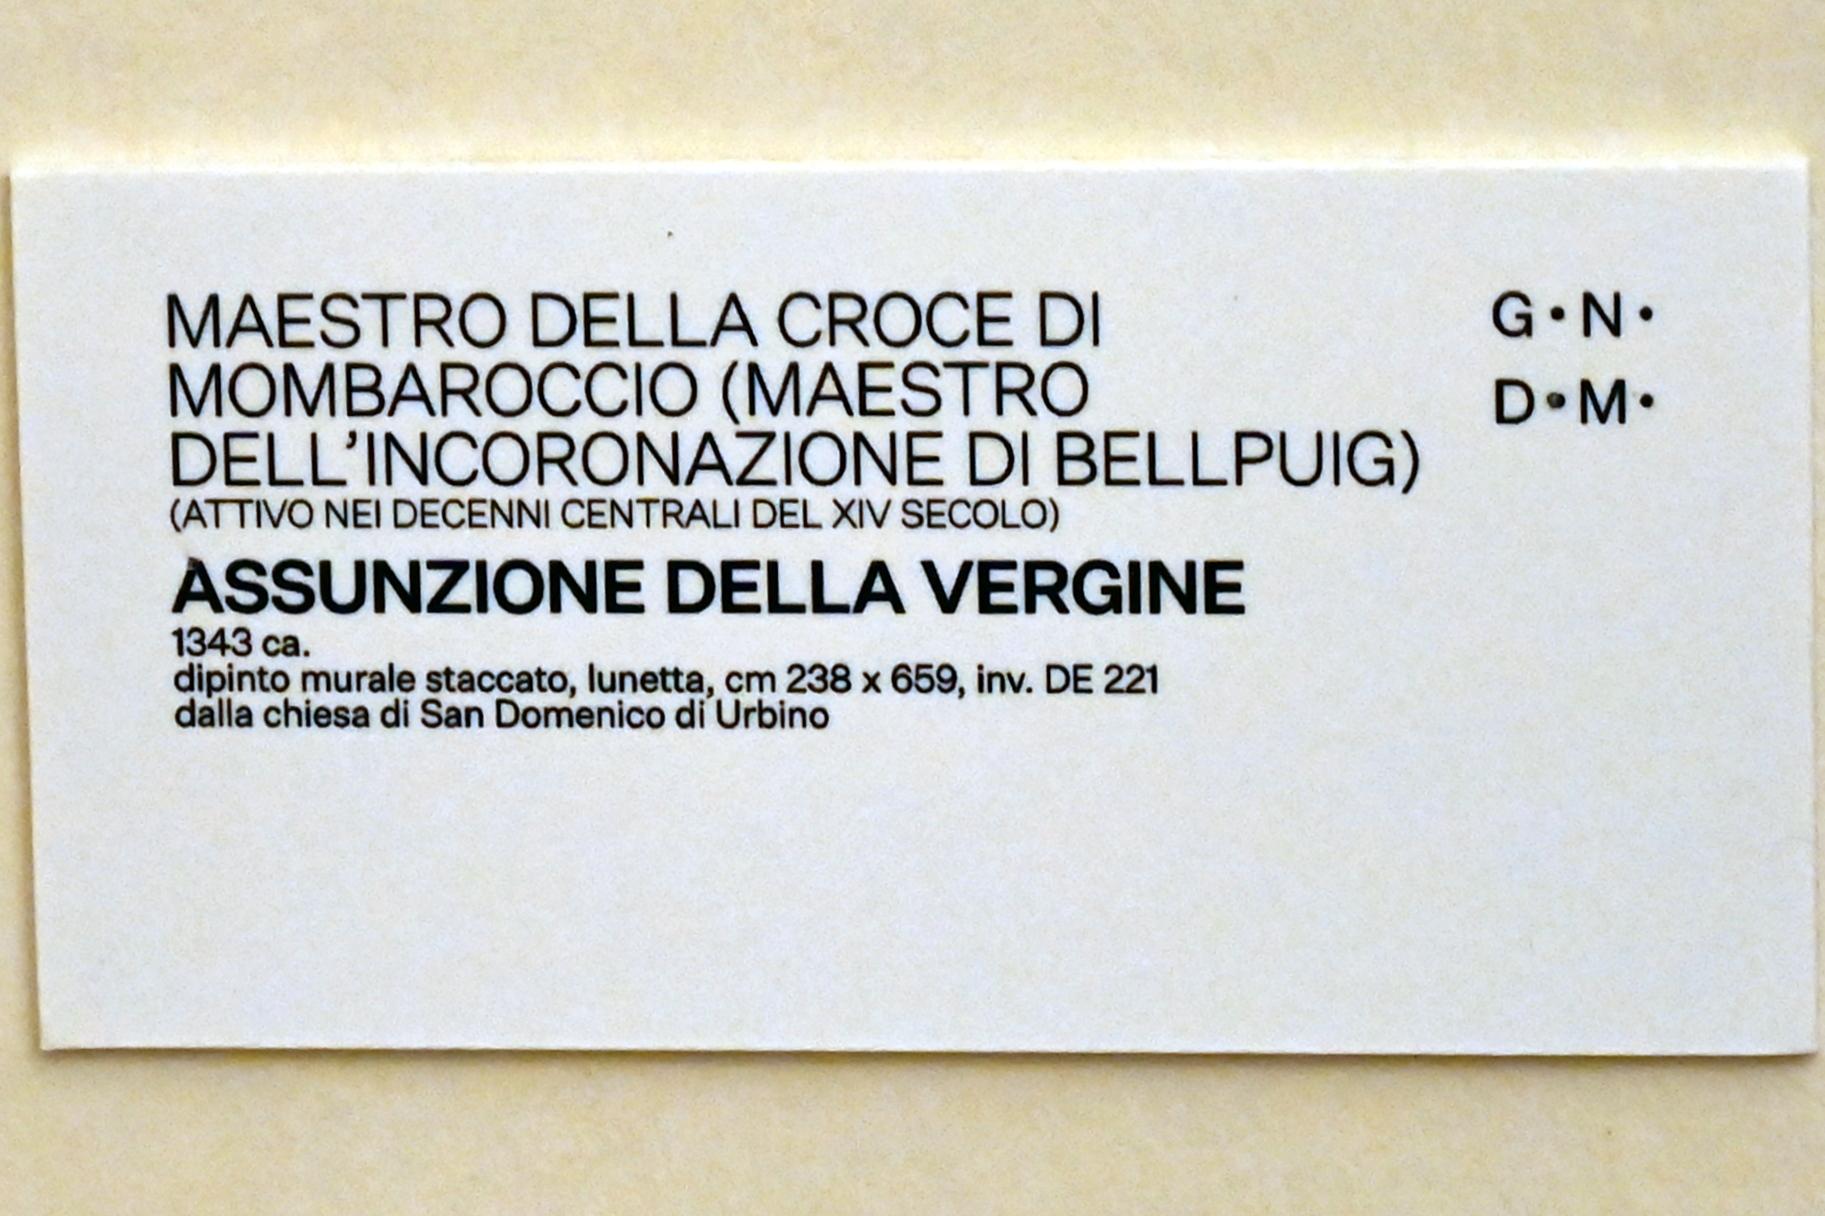 MAESTRO DELLA CROCE DI
MOMBAROCCIO (MAESTRO
DELL'INCORONAZIONE DI BELLPUIG)
(ATTIVO NEI DECENNI CENTRALI DEL XIV SECOLO)
ASSUNZIONE DELLA VERGINE
1343 ca.
dipinto murale staccato, lunetta, cm 238 x 659, inv. DE 221
dalla chiesa di San Domenico di Urbino
G•N•
D•M•